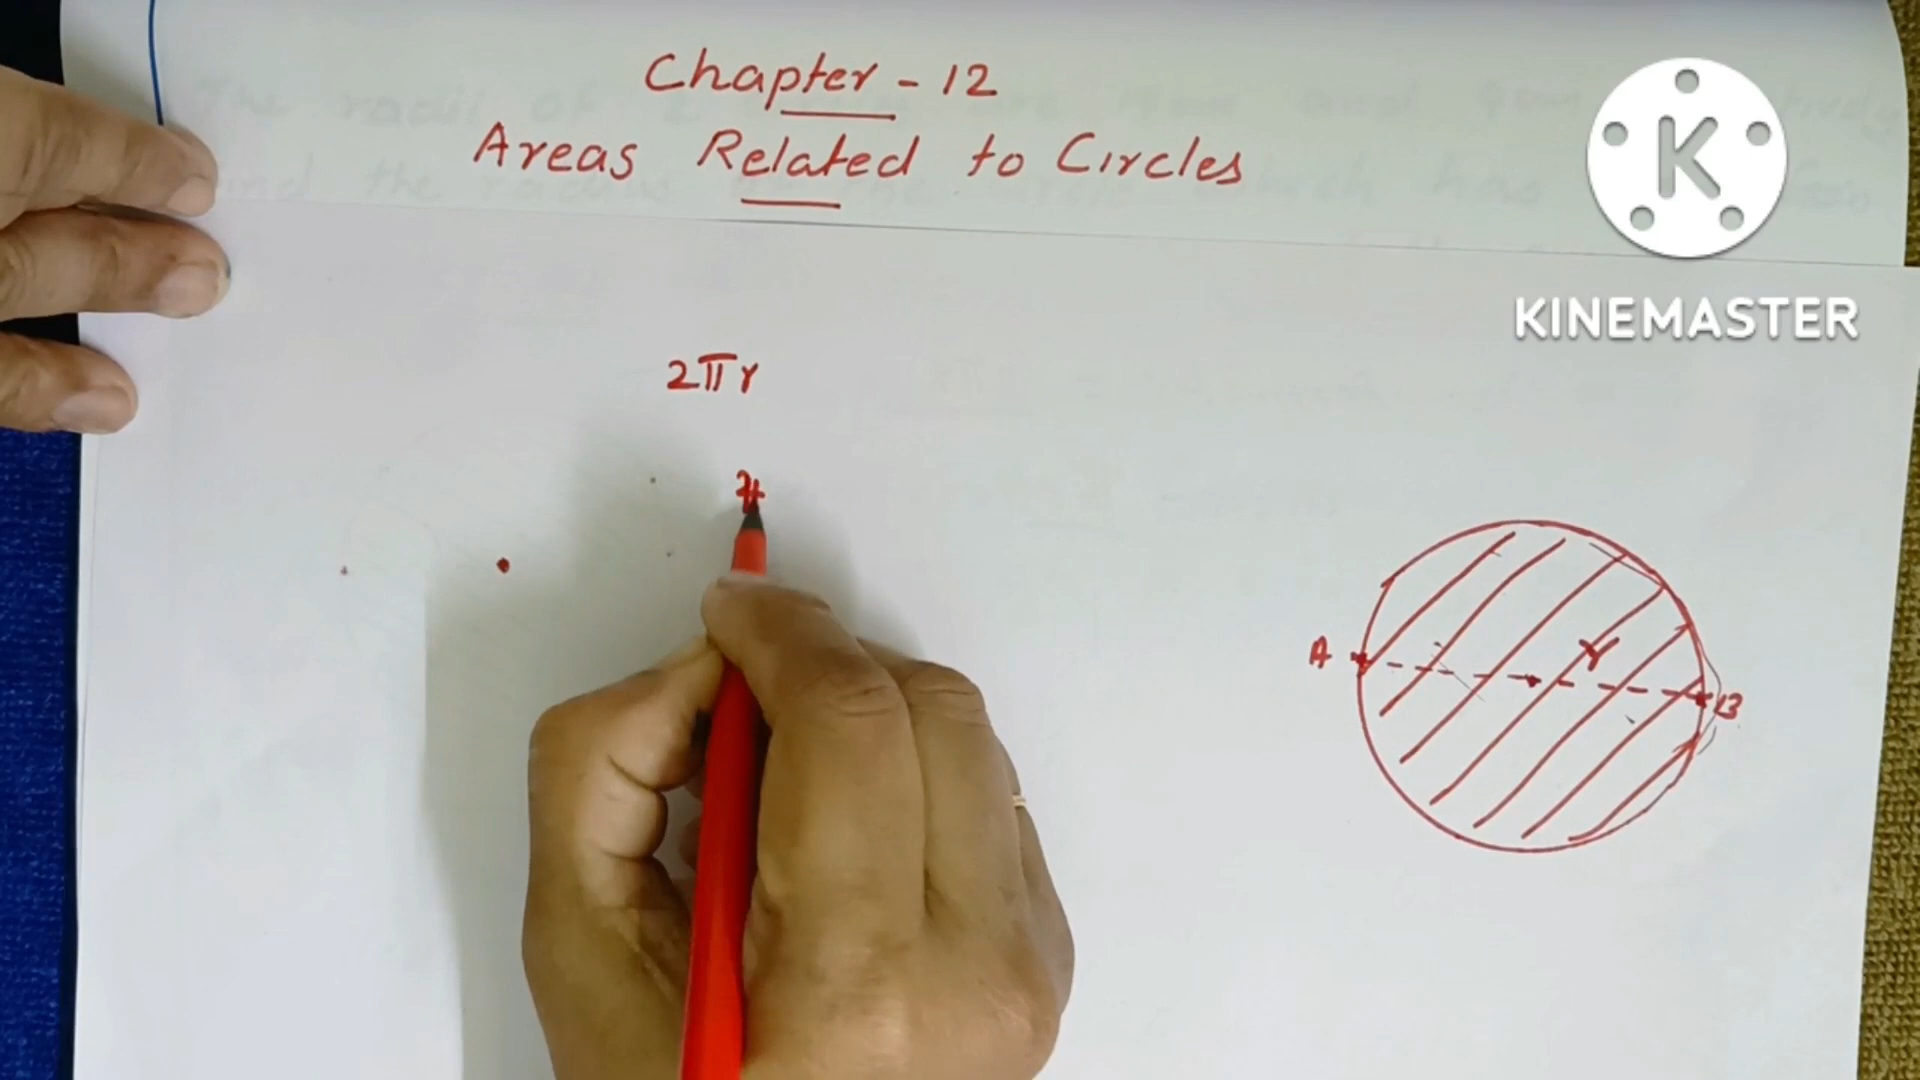 Chapter - 12
Areas Related to Circles
K
KINEMASTER
2πr
A
r
B